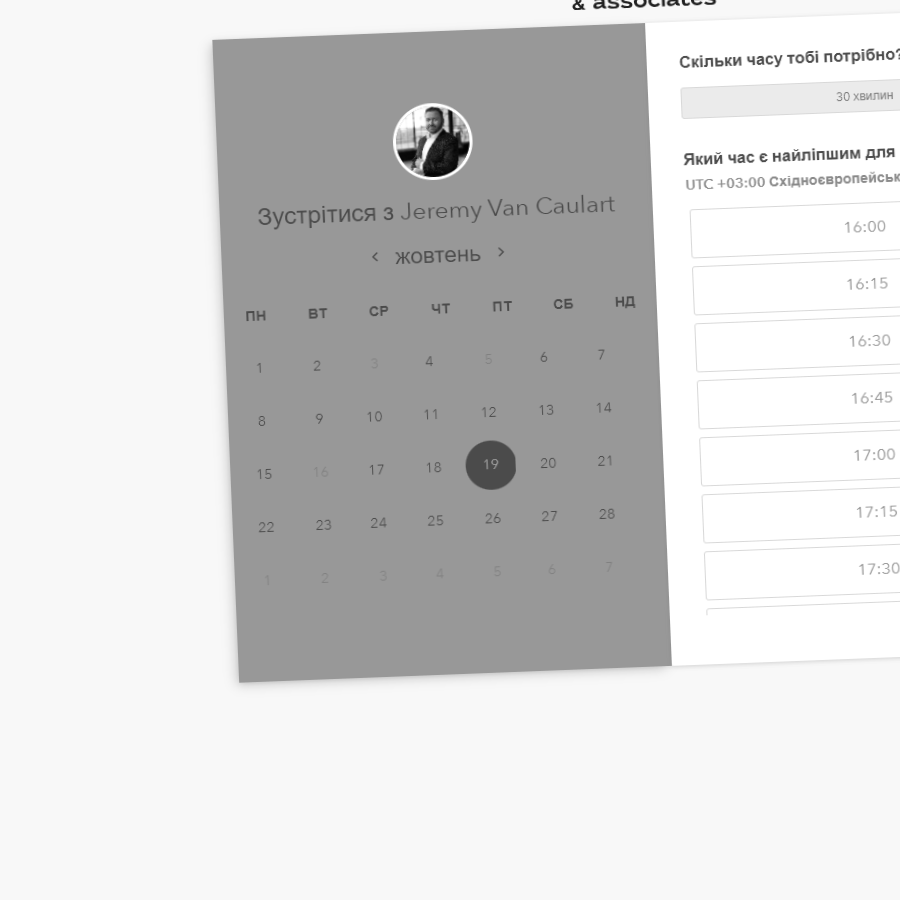 & associates
Зустрітися з Jeremy Van Caulart
жовтень
ПН ВТ СР ЧТ ПТ СБ НД
1 2 3 4 5 6 7
8 9 10 11 12 13 14
15 16 17 18 19 20 21
22 23 24 25 26 27 28
1 2 3 4 5 6 7
Скільки часу тобі потрібно?
30 хвилин
Який час є найліпшим для
UTC +03:00 Східноєвропейськ
16:00
16:15
16:30
16:45
17:00
17:15
17:30